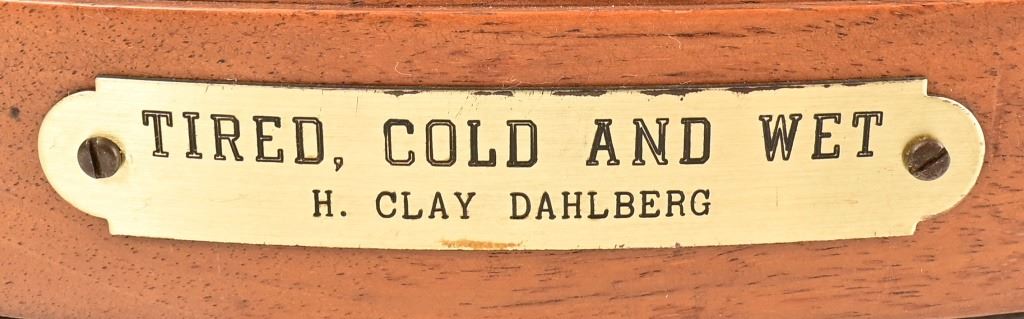 TIRED, COLD AND WET
H. CLAY DAHLBERG